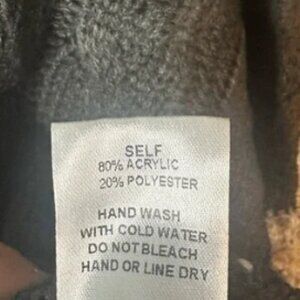 SELF
80% ACRYLIC
20% POLYESTER
HAND WASH
WITH COLD WATER
DO NOT BLEACH
HAND OR LINE DRY